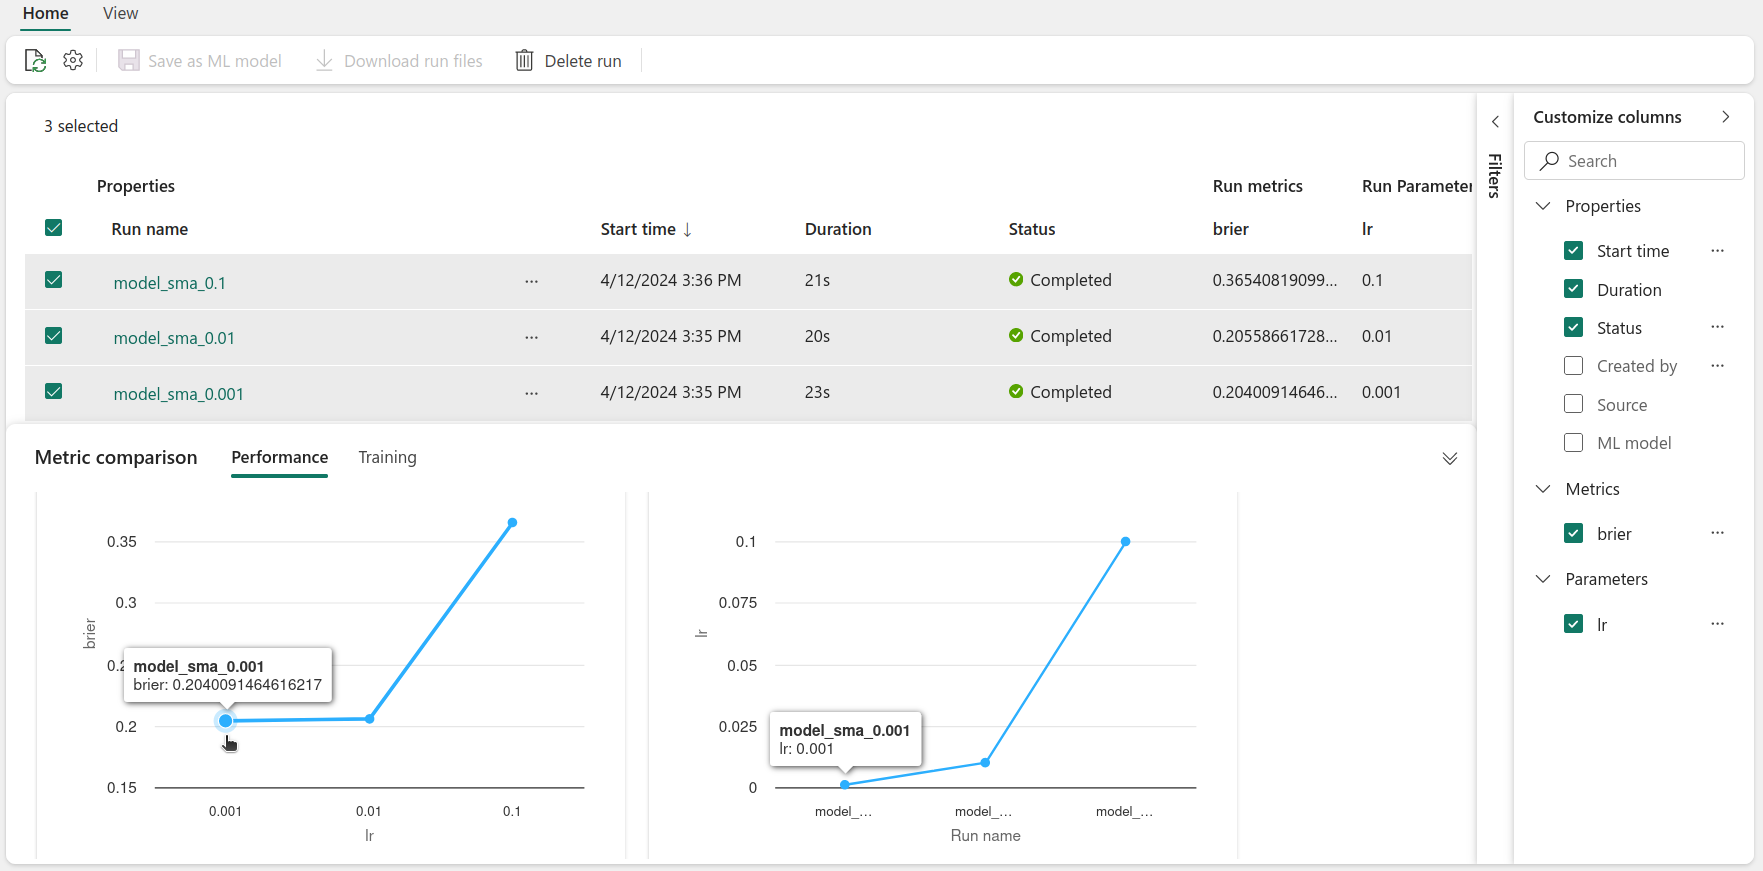 Home View
Save as ML model Download run files Delete run
3 selected
Properties Run metrics Run Parameter
Run name Start time ↓ Duration Status brier lr
model_sma_0.1 ... 4/12/2024 3:36 PM 21s Completed 0.36540819099... 0.1
model_sma_0.01 ... 4/12/2024 3:35 PM 20s Completed 0.20558661728... 0.01
model_sma_0.001 ... 4/12/2024 3:35 PM 23s Completed 0.20400914646... 0.001
Metric comparison Performance Training
0.35
0.3
0.2
0.15
brier
model_sma_0.001
brier: 0.2040091464616217
0.001 0.01 0.1
lr
0.1
0.075
0.05
0.025
0
lr
model_sma_0.001
lr: 0.001
model_... model_... model_...
Run name
Filters
Customize columns
Search
Properties
Start time ...
Duration
Status ...
Created by ...
Source
ML model
Metrics
brier ...
Parameters
lr ...